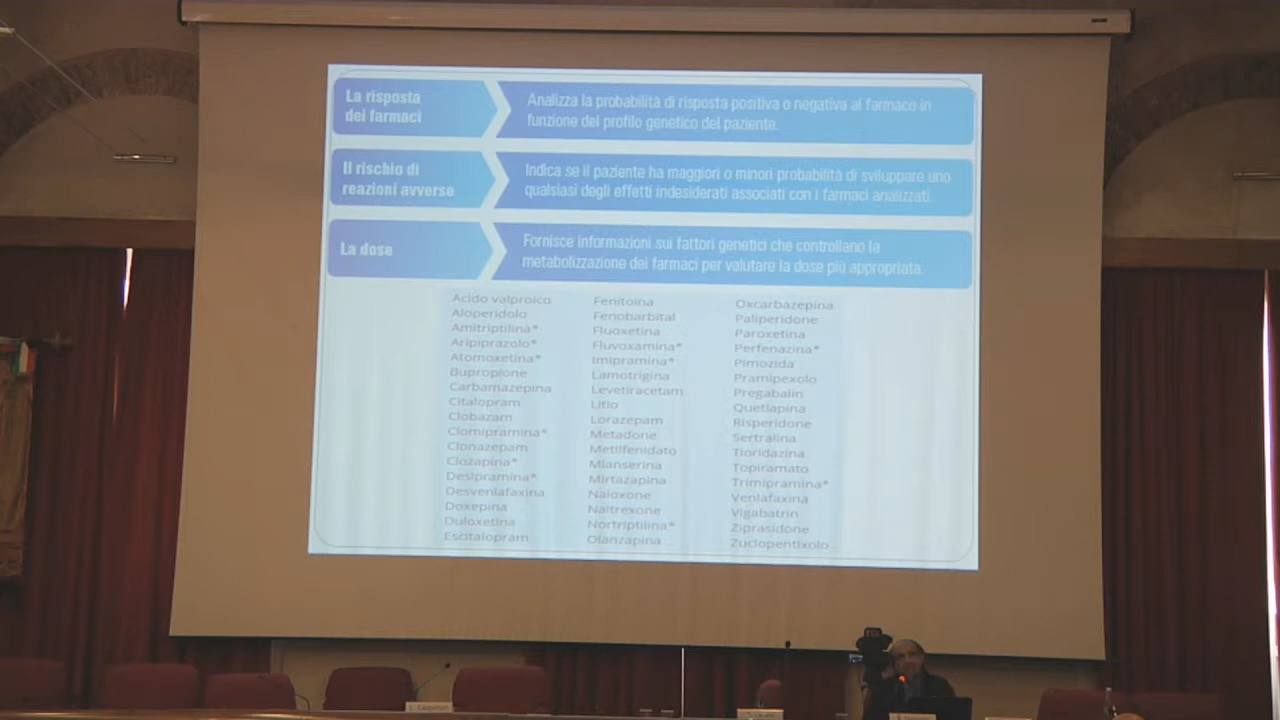 La risposta
dei farmaci
Analizza la probabilità di risposta positiva o negativa al farmaco in
funzione del profilo genetico del paziente.
Il rischio di
reazioni avverse
Indica se il paziente ha maggiori o minori probabilità di sviluppare uno
qualsiasi degli effetti indesiderati associati con i farmaci analizzati.
La dose
Fornisce informazioni sui fattori genetici che controllano la
metabolizzazione dei farmaci per valutare la dose più appropriata.
Acido valproico
Aloperidolo
Amitriptilina*
Aripiprazolo*
Atomoxetina*
Bupropione
Carbamazepina
Citalopram
Clobazam
Clomipramina*
Clonazepam
Clozapina*
Desipramina*
Desvenlafaxina
Doxepina
Duloxetina
Escitalopram
Fenitoina
Fenobarbital
Fluoxetina
Fluvoxamina*
Imipramina*
Lamotrigina
Levetiracetam
Litio
Lorazepam
Metadone
Metilfenidato
Mianserina
Mirtazapina
Naloxone
Naltrexone
Nortriptilina*
Olanzapina
Oxcarbazepina
Paliperidone
Paroxetina
Perfenazina*
Pimozida
Pramipexolo
Pregabalin
Quetiapina
Risperidone
Sertralina
Tioridazina
Topiramato
Trimipramina*
Venlafaxina
Vigabatrin
Ziprasidone
Zuclopentixolo